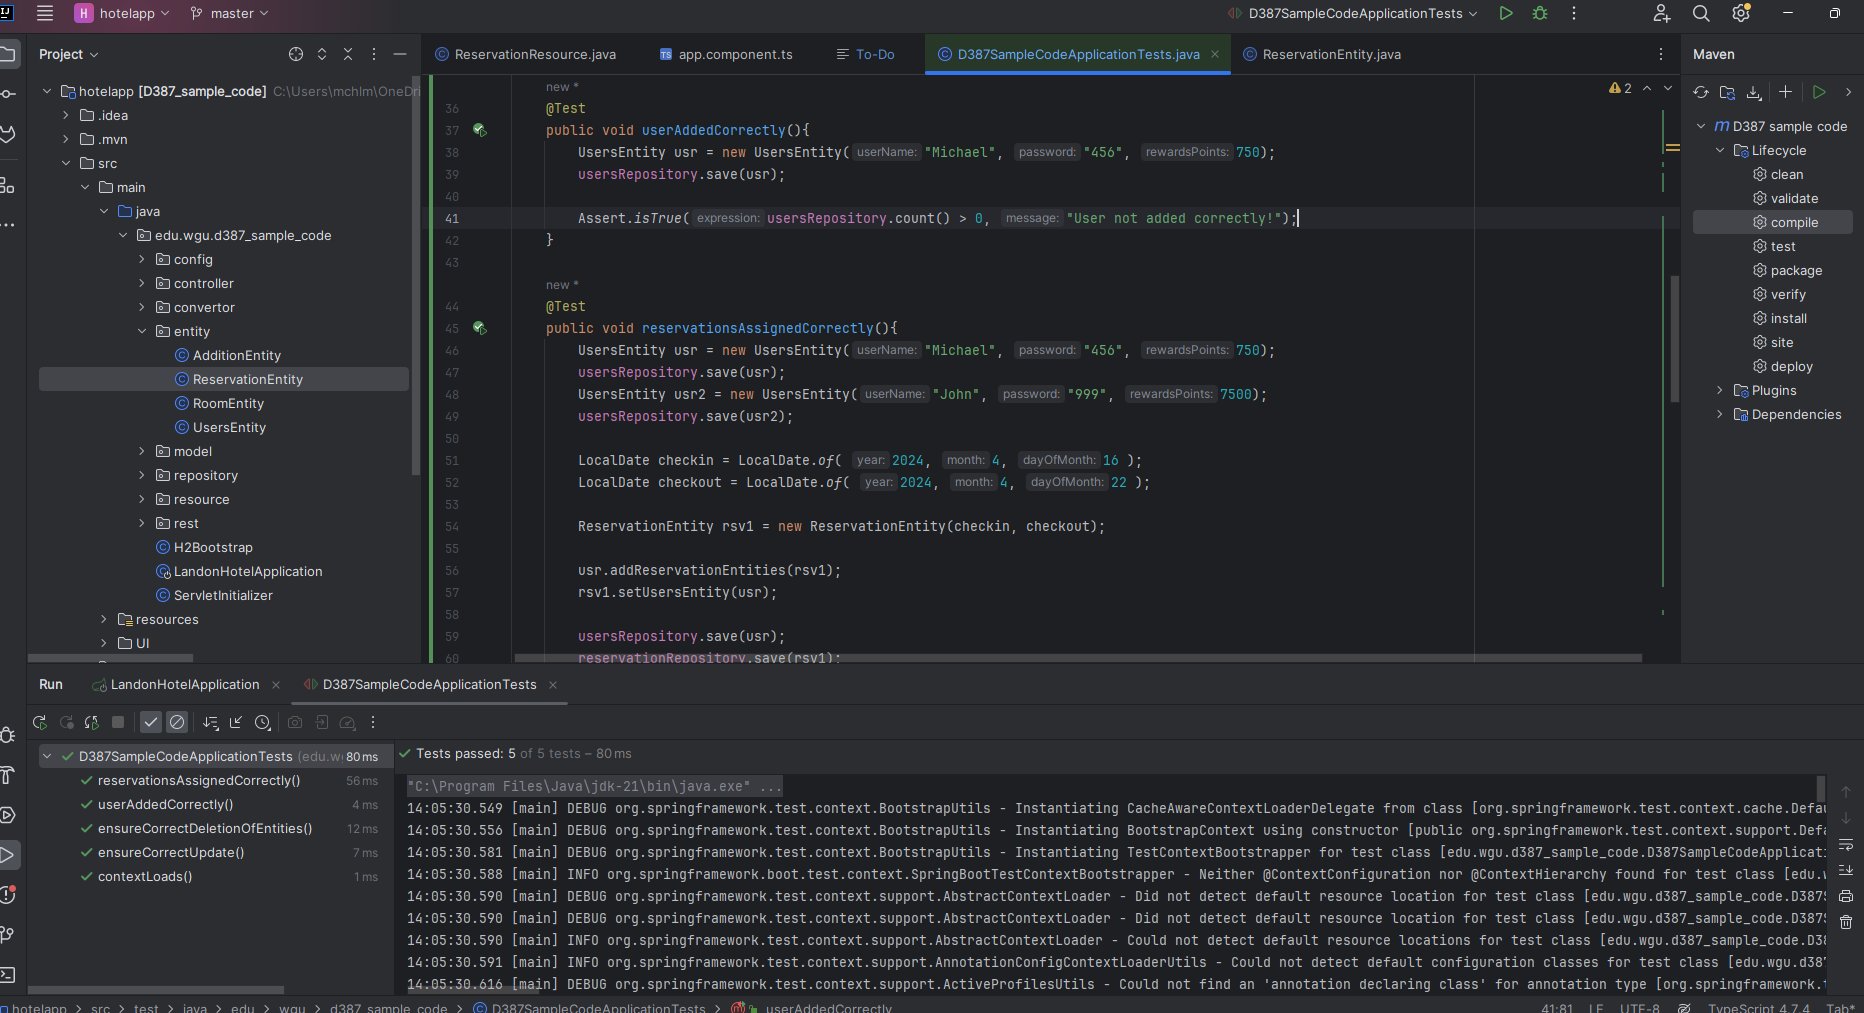 H hotelapp master D387SampleCodeApplicationTests
Project
hotelapp [D387_sample_code] C:\Users\mchlm\OneDri
.idea
.mvn
src
main
java
edu.wgu.d387_sample_code
config
controller
convertor
entity
AdditionEntity
ReservationEntity
RoomEntity
UsersEntity
model
repository
resource
rest
H2Bootstrap
LandonHotelApplication
ServletInitializer
resources
UI
ReservationResource.java TS app.component.ts To-Do D387SampleCodeApplicationTests.java ReservationEntity.java
2
new *
36 @Test
37 public void userAddedCorrectly(){
38 UsersEntity usr = new UsersEntity( userName: "Michael", password: "456", rewardsPoints: 750);
39 usersRepository.save(usr);
40
41 Assert.isTrue( expression: usersRepository.count() > 0, message: "User not added correctly!");
42 }
43
new *
44 @Test
45 public void reservationsAssignedCorrectly(){
46 UsersEntity usr = new UsersEntity( userName: "Michael", password: "456", rewardsPoints: 750);
47 usersRepository.save(usr);
48 UsersEntity usr2 = new UsersEntity( userName: "John", password: "999", rewardsPoints: 7500);
49 usersRepository.save(usr2);
50
51 LocalDate checkin = LocalDate.of( year: 2024, month: 4, dayOfMonth: 16 );
52 LocalDate checkout = LocalDate.of( year: 2024, month: 4, dayOfMonth: 22 );
53
54 ReservationEntity rsv1 = new ReservationEntity(checkin, checkout);
55
56 usr.addReservationEntities(rsv1);
57 rsv1.setUsersEntity(usr);
58
59 usersRepository.save(usr);
60 reservationRepository.save(rsv1);
Maven
m D387 sample code
Lifecycle
clean
validate
compile
test
package
verify
install
site
deploy
Plugins
Dependencies
Run LandonHotelApplication D387SampleCodeApplicationTests
D387SampleCodeApplicationTests (edu.w 80 ms
reservationsAssignedCorrectly() 56 ms
userAddedCorrectly() 4 ms
ensureCorrectDeletionOfEntities() 12 ms
ensureCorrectUpdate() 7 ms
contextLoads() 1 ms
Tests passed: 5 of 5 tests – 80 ms
"C:\Program Files\Java\jdk-21\bin\java.exe" ...
14:05:30.549 [main] DEBUG org.springframework.test.context.BootstrapUtils - Instantiating CacheAwareContextLoaderDelegate from class [org.springframework.test.context.cache.Defau
14:05:30.556 [main] DEBUG org.springframework.test.context.BootstrapUtils - Instantiating BootstrapContext using constructor [public org.springframework.test.context.support.Defa
14:05:30.581 [main] DEBUG org.springframework.test.context.BootstrapUtils - Instantiating TestContextBootstrapper for test class [edu.wgu.d387_sample_code.D387SampleCodeApplicati
14:05:30.588 [main] INFO org.springframework.boot.test.context.SpringBootTestContextBootstrapper - Neither @ContextConfiguration nor @ContextHierarchy found for test class [edu.w
14:05:30.590 [main] DEBUG org.springframework.test.context.support.AbstractContextLoader - Did not detect default resource location for test class [edu.wgu.d387_sample_code.D387S
14:05:30.590 [main] DEBUG org.springframework.test.context.support.AbstractContextLoader - Did not detect default resource location for test class [edu.wgu.d387_sample_code.D387S
14:05:30.590 [main] INFO org.springframework.test.context.support.AbstractContextLoader - Could not detect default resource locations for test class [edu.wgu.d387_sample_code.D38
14:05:30.591 [main] INFO org.springframework.test.context.support.AnnotationConfigContextLoaderUtils - Could not detect default configuration classes for test class [edu.wgu.d387
14:05:30.616 [main] DEBUG org.springframework.test.context.support.ActiveProfilesUtils - Could not find an 'annotation declaring class' for annotation type [org.springframework.t
hotelapp > src > test > java > edu > wgu > d387_sample_code > D387SampleCodeApplicationTests > userAddedCorrectly 41:81 LF UTF-8 TypeScript 4.7.4 Tab*